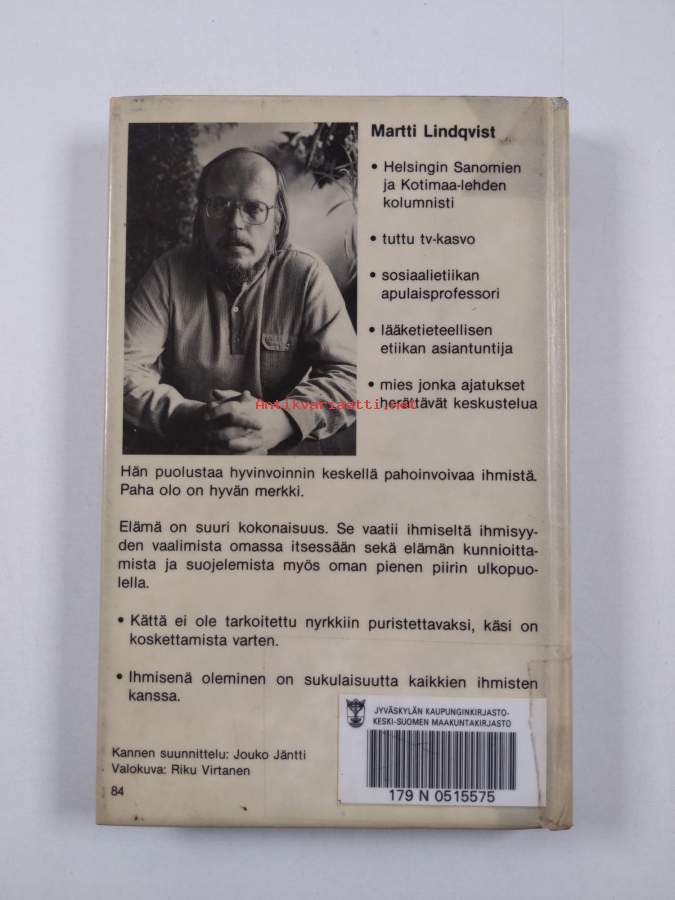 Martti Lindqvist
• Helsingin Sanomien
ja Kotimaa-lehden
kolumnisti
• tuttu tv-kasvo
• sosiaalietiikan
apulaisprofessori
• lääketieteellisen
etiikan asiantuntija
• mies jonka ajatukset
herättävät keskustelua
Antikvariaatti.net
Hän puolustaa hyvinvoinnin keskellä pahoinvoivaa ihmistä.
Paha olo on hyvän merkki.
Elämä on suuri kokonaisuus. Se vaatii ihmiseltä ihmisyy-
den vaalimista omassa itsessään sekä elämän kunnioitta-
mista ja suojelemista myös oman pienen piirin ulkopuo-
lella.
• Kättä ei ole tarkoitettu nyrkkiin puristettavaksi, käsi on
koskettamista varten.
• Ihmisenä oleminen on sukulaisuutta kaikkien ihmisten
kanssa.
JYVÄSKYLÄN KAUPUNGINKIRJASTO-
KESKI-SUOMEN MAAKUNTAKIRJASTO
179 N 0515575
Kannen suunnittelu: Jouko Jäntti
Valokuva: Riku Virtanen
84